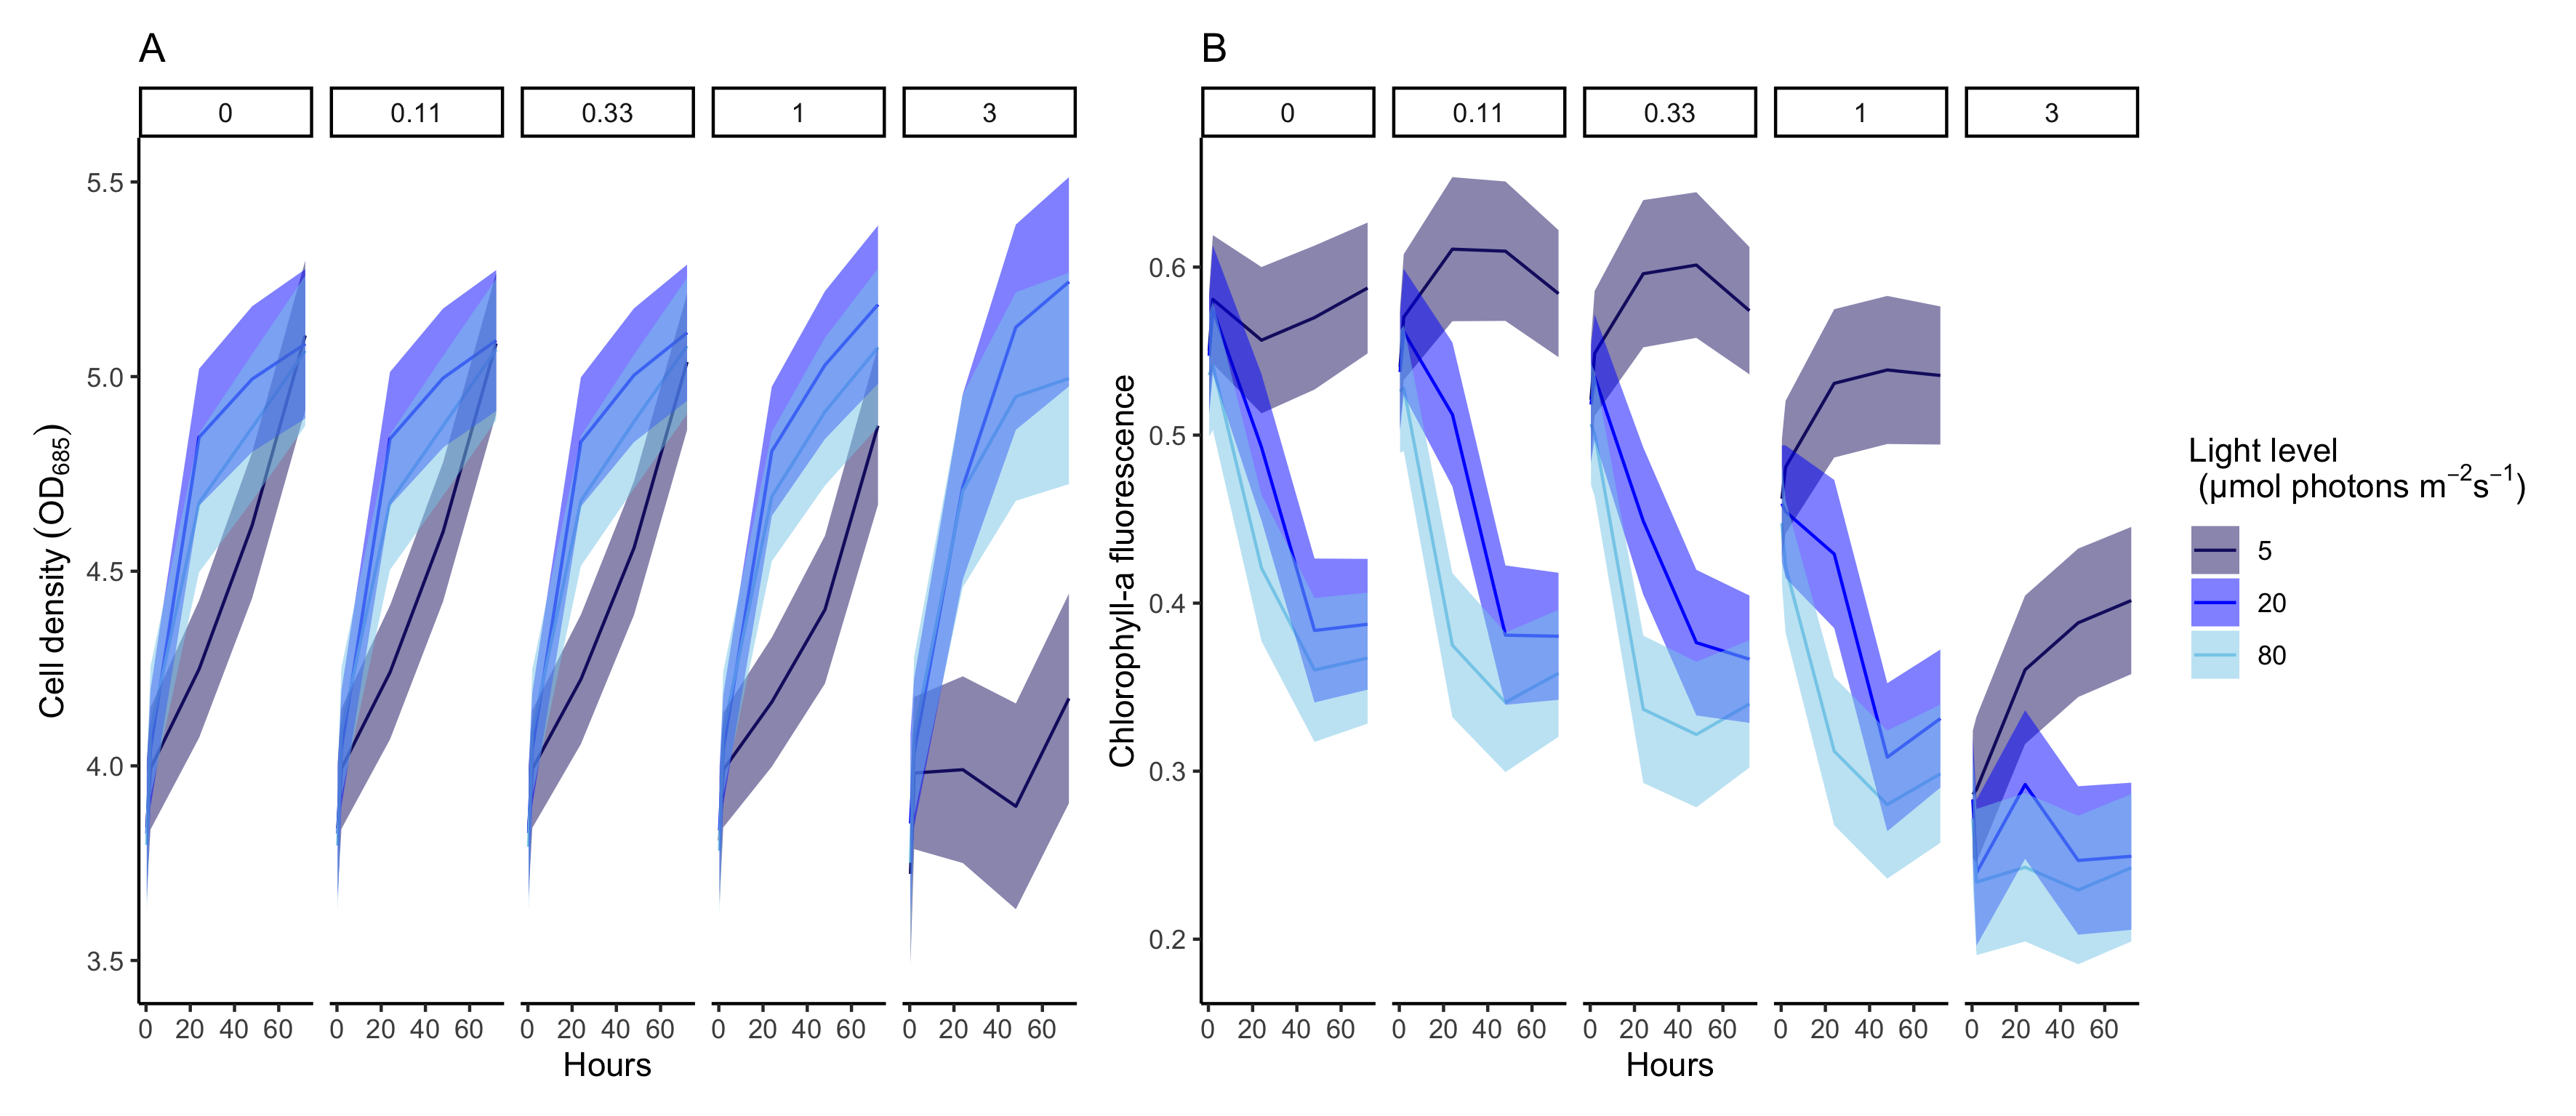 A
B
0 0.11 0.33 1 3
0 0.11 0.33 1 3
5.5
5.0
4.5
4.0
3.5
Cell density (OD₆₈₅)
0 20 40 60 0 20 40 60 0 20 40 60 0 20 40 60 0 20 40 60
Hours
0.6
0.5
0.4
0.3
0.2
Chlorophyll-a fluorescence
0 20 40 60 0 20 40 60 0 20 40 60 0 20 40 60 0 20 40 60
Hours
Light level
(μmol photons m⁻²s⁻¹)
5
20
80